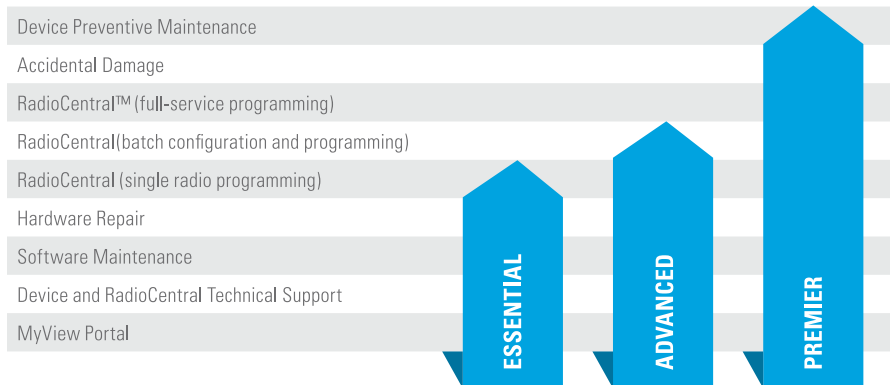 Device Preventive Maintenance
Accidental Damage
RadioCentral™ (full-service programming)
RadioCentral(batch configuration and programming)
RadioCentral (single radio programming)
Hardware Repair
Software Maintenance
Device and RadioCentral Technical Support
MyView Portal
ESSENTIAL
ADVANCED
PREMIER